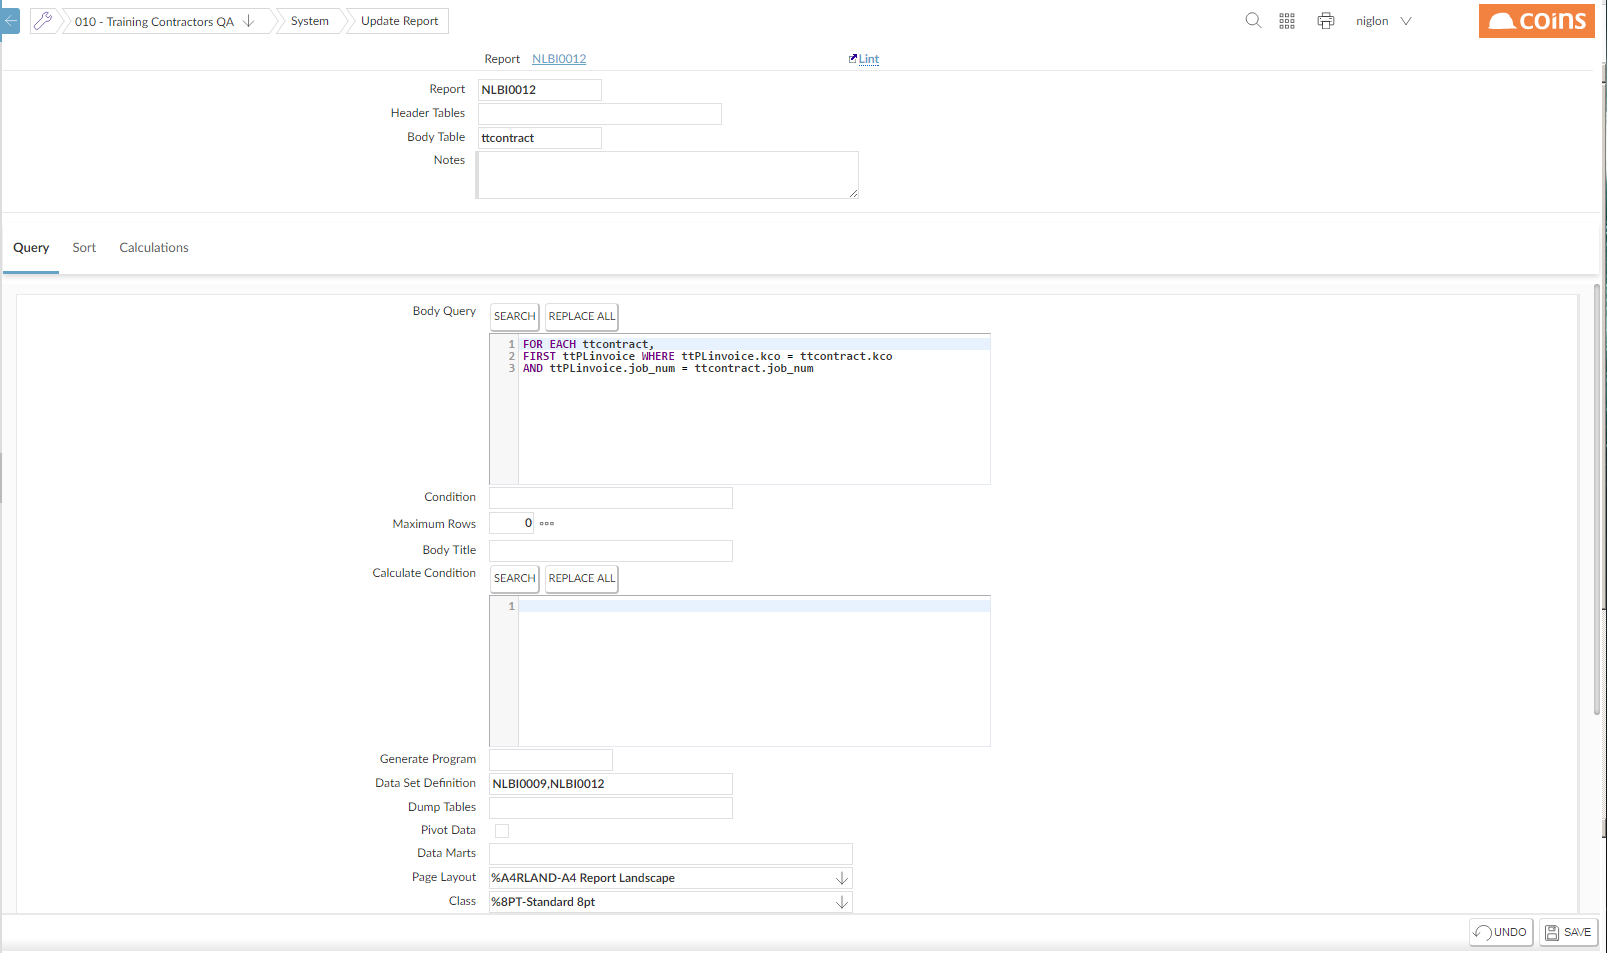 010 - Training Contractors QA
System
Update Report
niglon
coins
Report NLBI0012
Lint
Report NLBI0012
Header Tables
Body Table ttcontract
Notes
Query Sort Calculations
Body Query SEARCH REPLACE ALL
1 FOR EACH ttcontract,
2 FIRST ttPLinvoice WHERE ttPLinvoice.kco = ttcontract.kco
3 AND ttPLinvoice.job_num = ttcontract.job_num
Condition
Maximum Rows 0
Body Title
Calculate Condition SEARCH REPLACE ALL
1
Generate Program
Data Set Definition NLBI0009,NLBI0012
Dump Tables
Pivot Data
Data Marts
Page Layout %A4RLAND-A4 Report Landscape
Class %8PT-Standard 8pt
UNDO SAVE